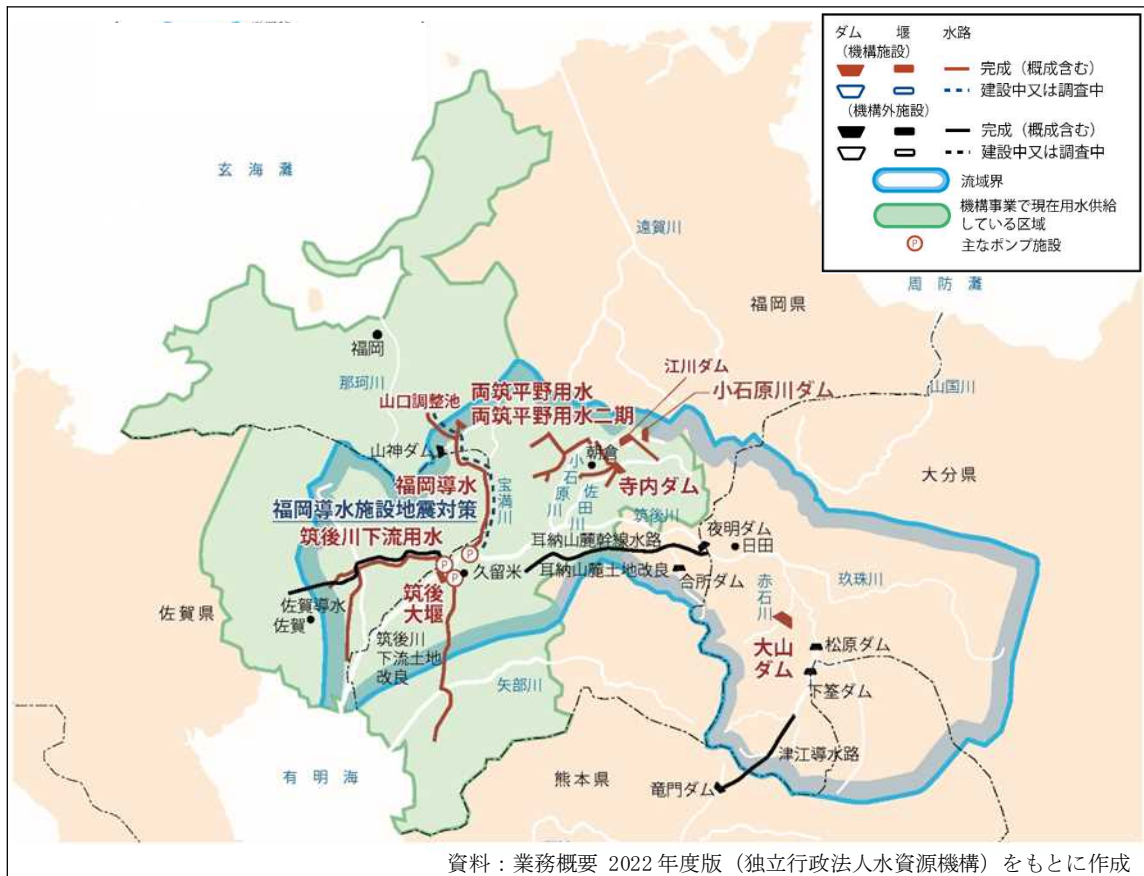 ダム 堰 水路
（機構施設）
完成（概成含む）
建設中又は調査中
（機構外施設）
完成（概成含む）
建設中又は調査中
流域界
機構事業で現在用水供給
している区域
P 主なポンプ施設
玄海灘
遠賀川
周防灘
福岡県
福岡
江川ダム
小石原川ダム
那珂川
山国川
山口調整池
両筑平野用水
両筑平野用水二期
山神ダム
朝倉
小石原川
佐田川
大分県
福岡導水
宝満川
寺内ダム
福岡導水施設地震対策
筑後川
筑後川下流用水
耳納山麓幹線水路
夜明ダム
日田
P
P
P
久留米
耳納山麓土地改良
合所ダム
赤石川
玖珠川
佐賀県
佐賀導水
佐賀
筑後
大堰
筑後川
下流土地
改良
大山
ダム
松原ダム
下筌ダム
矢部川
津江導水路
有明海
熊本県
竜門ダム
資料：業務概要 2022年度版（独立行政法人水資源機構）をもとに作成